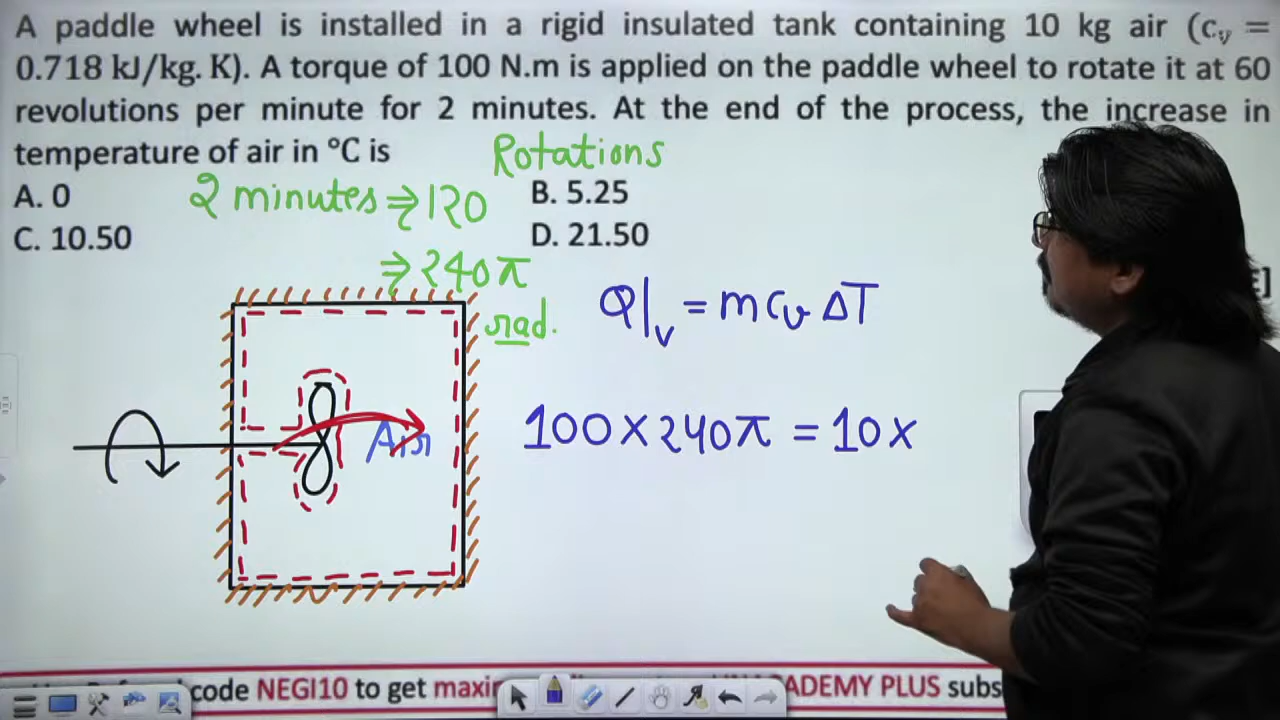 A paddle wheel is installed in a rigid insulated tank containing 10 kg air (cᵥ =
0.718 kJ/kg. K). A torque of 100 N.m is applied on the paddle wheel to rotate it at 60
revolutions per minute for 2 minutes. At the end of the process, the increase in
temperature of air in °C is
Rotations
A. 0
2 minutes ⇒ 120
B. 5.25
C. 10.50
D. 21.50
⇒ 240π
rad.
Q|ᵥ = m cᵥ ΔT
Air
100 × 240π = 10 ×
code NEGI10 to get
ACADEMY PLUS subs